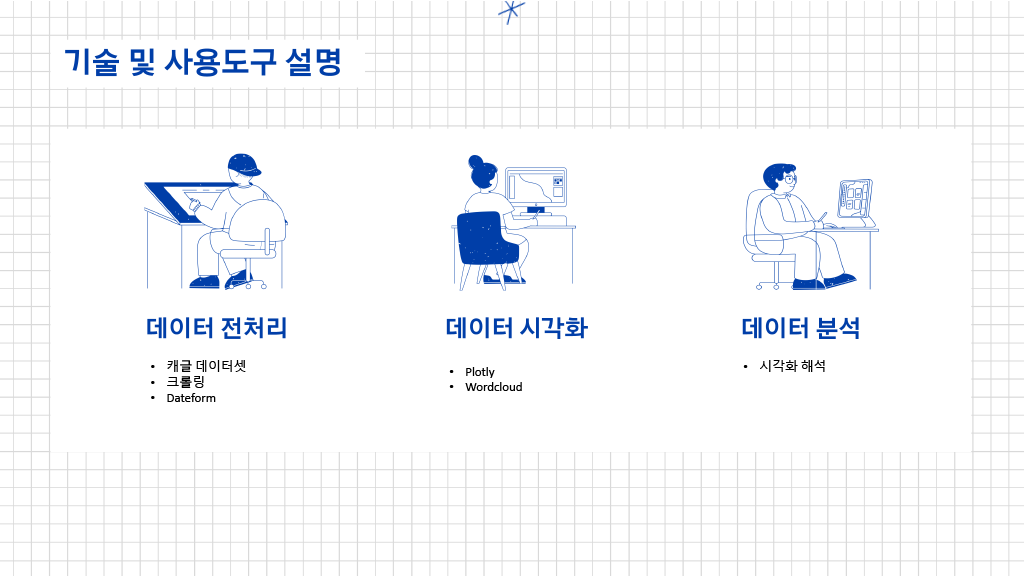 기술 및 사용도구 설명
데이터 전처리
• 캐글 데이터셋
• 크롤링
• Dateform
데이터 시각화
• Plotly
• Wordcloud
데이터 분석
• 시각화 해석